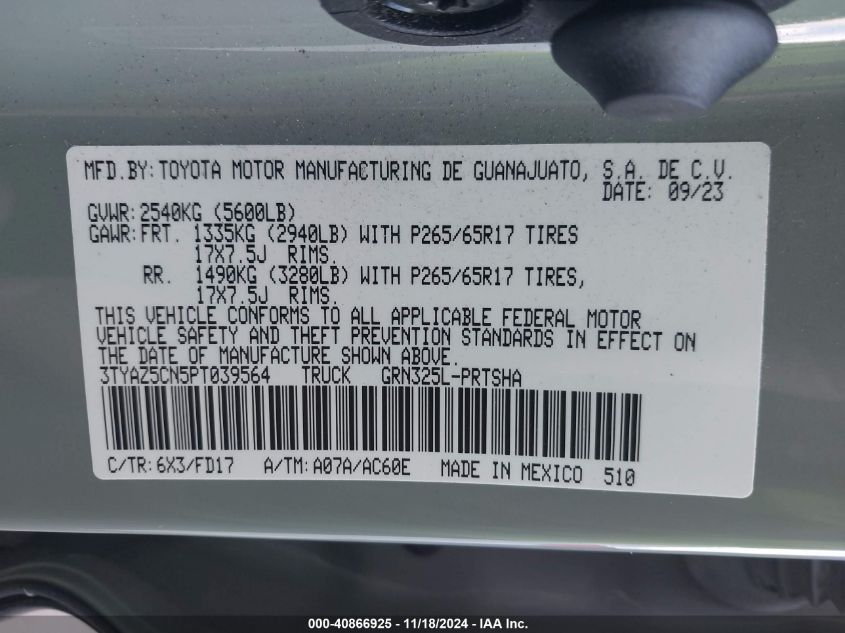 MFD.BY:TOYOTA MOTOR MANUFACTURING DE GUANAJUATO, S.A. DE C.V.
DATE: 09/23
GVWR:2540KG (5600LB)
GAWR:FRT. 1335KG (2940LB) WITH P265/65R17 TIRES
17X7.5J RIMS.
RR. 1490KG (3280LB) WITH P265/65R17 TIRES,
17X7.5J RIMS.
THIS VEHICLE CONFORMS TO ALL APPLICABLE FEDERAL MOTOR
VEHICLE SAFETY AND THEFT PREVENTION STANDARDS IN EFFECT ON
THE DATE OF MANUFACTURE SHOWN ABOVE.
3TYAZ5CN5PT039564 TRUCK GRN325L-PRTSHA
C/TR:6X3/FD17 A/TM:A07A/AC60E MADE IN MEXICO 510
000-40866925 - 11/18/2024 - IAA Inc.